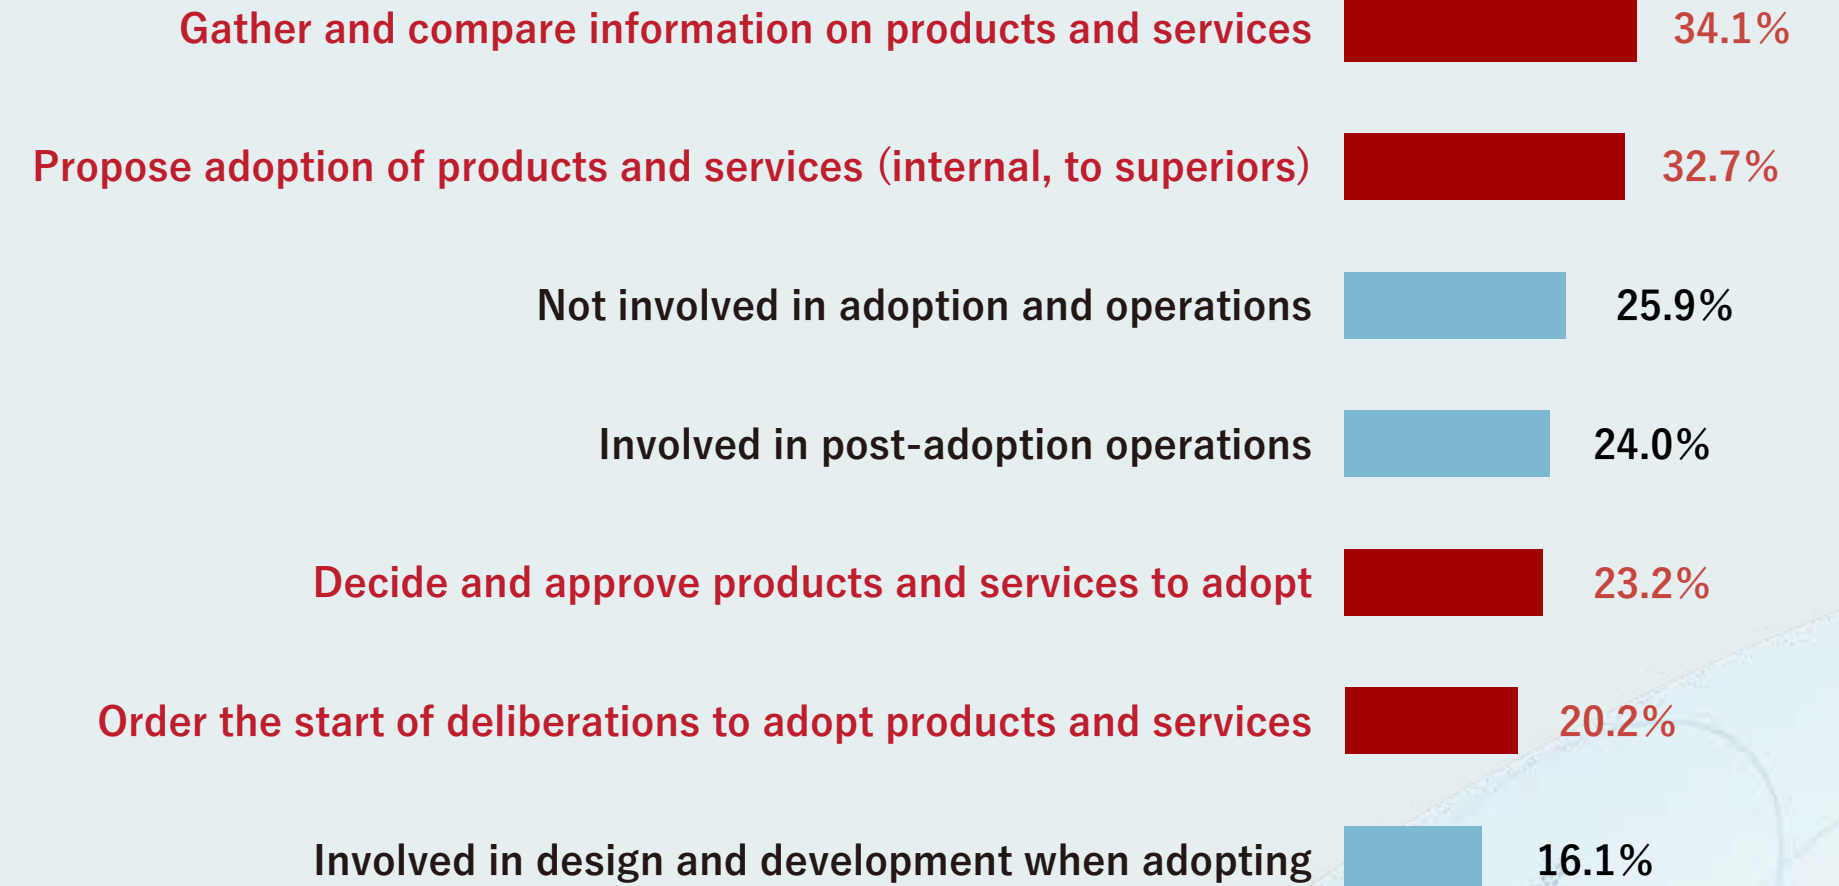 Gather and compare information on products and services 34.1%
Propose adoption of products and services (internal, to superiors) 32.7%
Not involved in adoption and operations 25.9%
Involved in post-adoption operations 24.0%
Decide and approve products and services to adopt 23.2%
Order the start of deliberations to adopt products and services 20.2%
Involved in design and development when adopting 16.1%